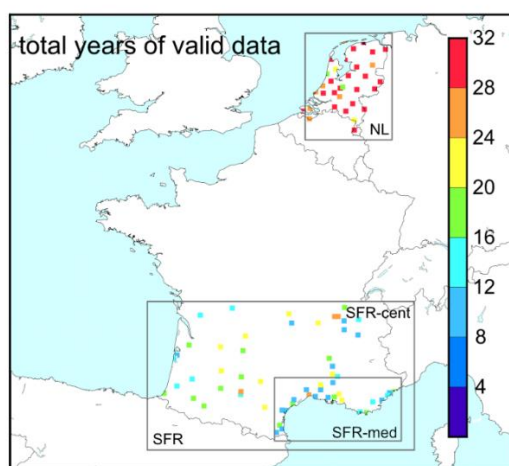 total years of valid data
NL
32
28
24
20
16
12
8
4
SFR-cent
SFR-med
SFR